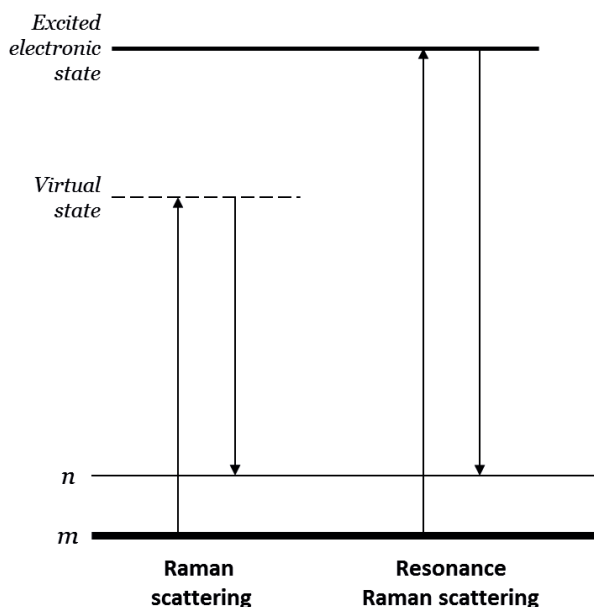 Excited
electronic
state
Virtual
state
n
m
Raman
scattering
Resonance
Raman scattering